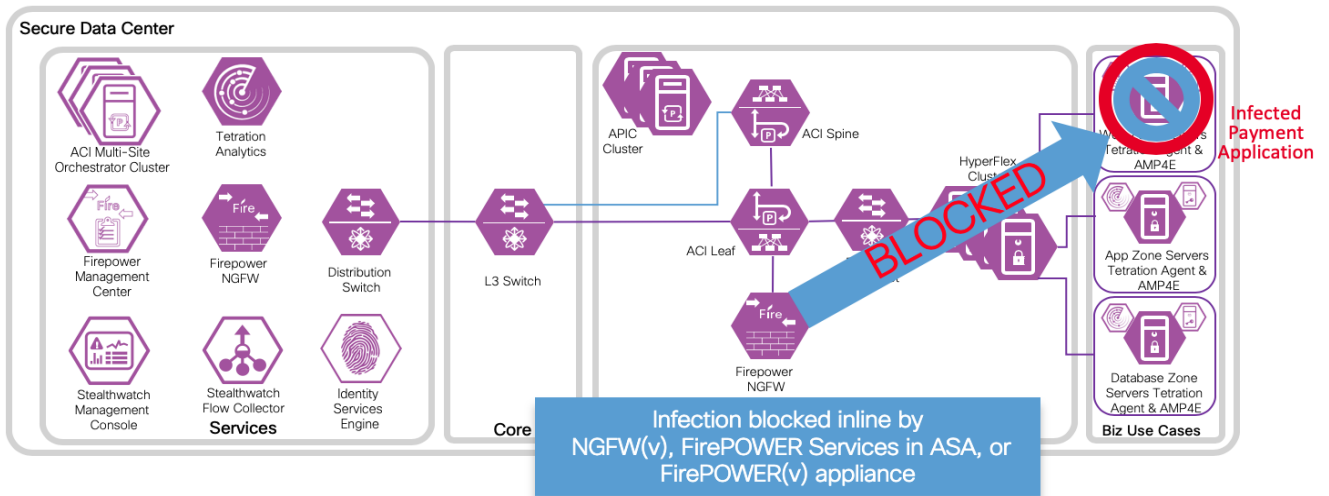 Secure Data Center
ACI Multi-Site
Orchestrator Cluster
Tetration
Analytics
Fire
Firepower
Management
Center
Fire
Firepower
NGFW
Distribution
Switch
Stealthwatch
Management
Console
Stealthwatch
Flow Collector
Identity
Services
Engine
Services
L3 Switch
Core
P
APIC
Cluster
P
ACI Spine
P
ACI Leaf
Fire
Firepower
NGFW
HyperFlex
BLOCKED
Tetration Agent &
AMP4E
Infected
Payment
Application
App Zone Servers
Tetration Agent &
AMP4E
Database Zone
Servers Tetration
Agent & AMP4E
Biz Use Cases
Infection blocked inline by
NGFW(v), FirePOWER Services in ASA, or
FirePOWER(v) appliance